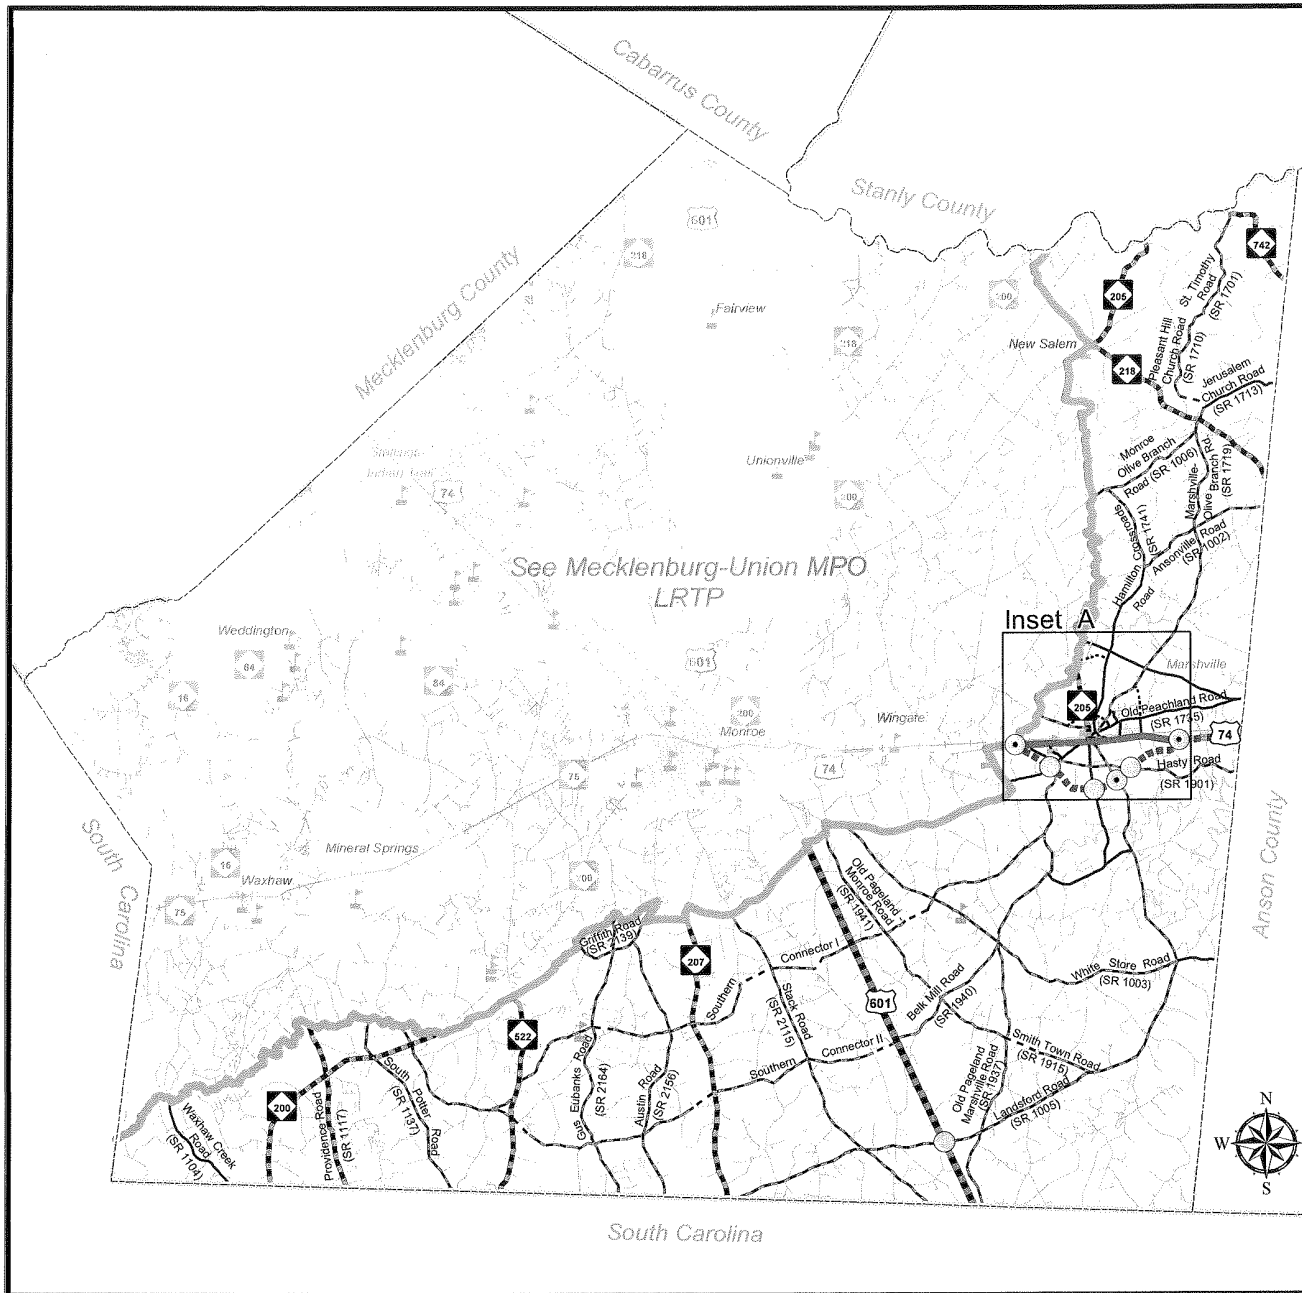 Cabarrus County
Stanly County
Mecklenburg County
601
218
742
200
205
St. Timothy
Road
(SR 1701)
Fairview
218
New Salem
Pleasant Hill
Church Road
(SR 1710)
218
Jerusalem
Church Road
(SR 1713)
Monroe
Olive Branch
Road (SR 1006)
Marshville-
Olive Branch Rd.
(SR 1719)
Unionville
Indian Trail
74
200
Hamilton Crossroads
Road
(SR 1741)
Ansonville Road
(SR 1002)
See Mecklenburg-Union MPO
LRTP
Inset A
Weddington
84
16
84
601
200
Monroe
Wingate
Marshville
205
Old Peachland Road
(SR 1735)
74
75
74
Hasty Road
(SR 1901)
South Carolina
Mineral Springs
16
Waxhaw
75
200
Anson County
Griffith Road
(SR 2139)
Old Pageland
Monroe Road
(SR 1941)
207
Southern
Connector I
Stack Road
(SR 2115)
601
Belk Mill Road
(SR 1940)
White Store Road
(SR 1003)
522
Southern
Connector II
Smith Town Road
(SR 1915)
Old Pageland
Marshville Road
(SR 1937)
Landsford Road
(SR 1005)
Gus Eubanks Road
(SR 2164)
Austin Road
(SR 2156)
200
Providence Road
(SR 1117)
South Potter Road
(SR 1137)
Waxhaw Creek
Road
(SR 1104)
N
W
E
S
South Carolina